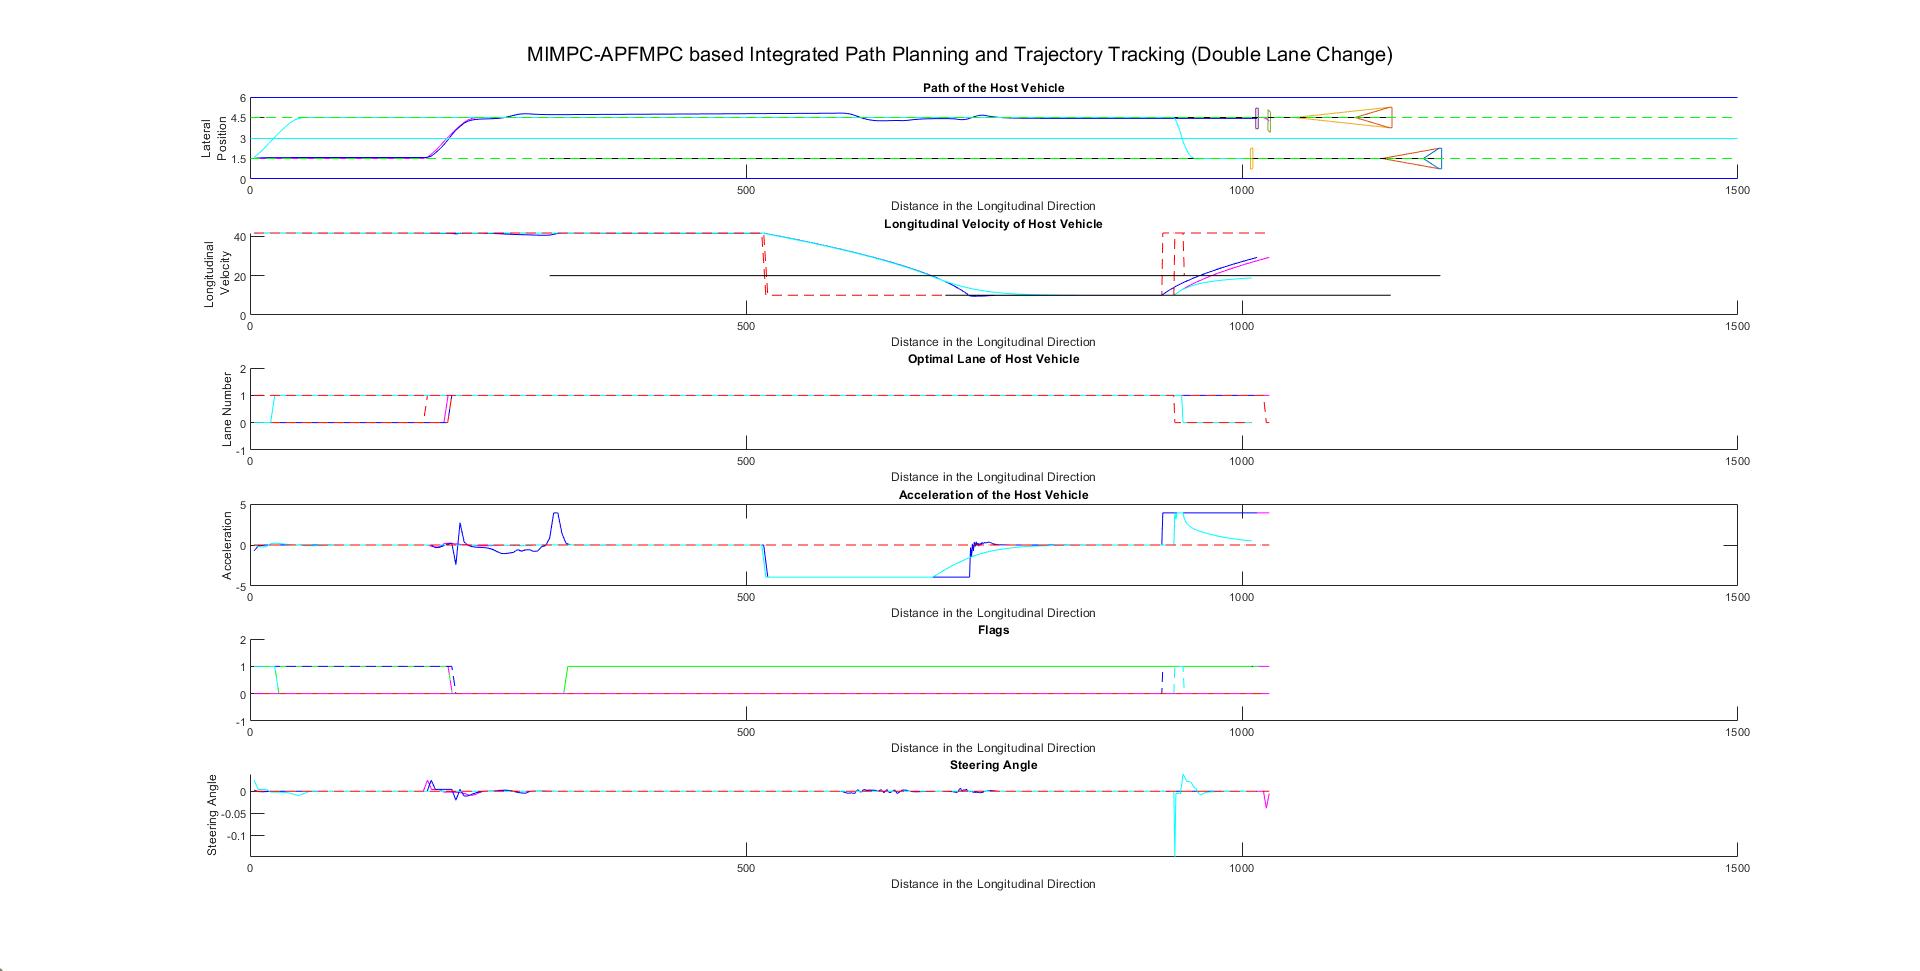 MIMPC-APFMPC based Integrated Path Planning and Trajectory Tracking (Double Lane Change)
Path of the Host Vehicle
Lateral
Position
6
4.5
3
1.5
0
0 500 1000 1500
Distance in the Longitudinal Direction
Longitudinal Velocity of Host Vehicle
Longitudinal
Velocity
40
20
0
0 500 1000 1500
Distance in the Longitudinal Direction
Optimal Lane of Host Vehicle
Lane Number
2
1
0
-1
0 500 1000 1500
Distance in the Longitudinal Direction
Acceleration of the Host Vehicle
Acceleration
5
0
-5
0 500 1000 1500
Distance in the Longitudinal Direction
Flags
2
1
0
-1
0 500 1000 1500
Distance in the Longitudinal Direction
Steering Angle
Steering Angle
0
-0.05
-0.1
0 500 1000 1500
Distance in the Longitudinal Direction